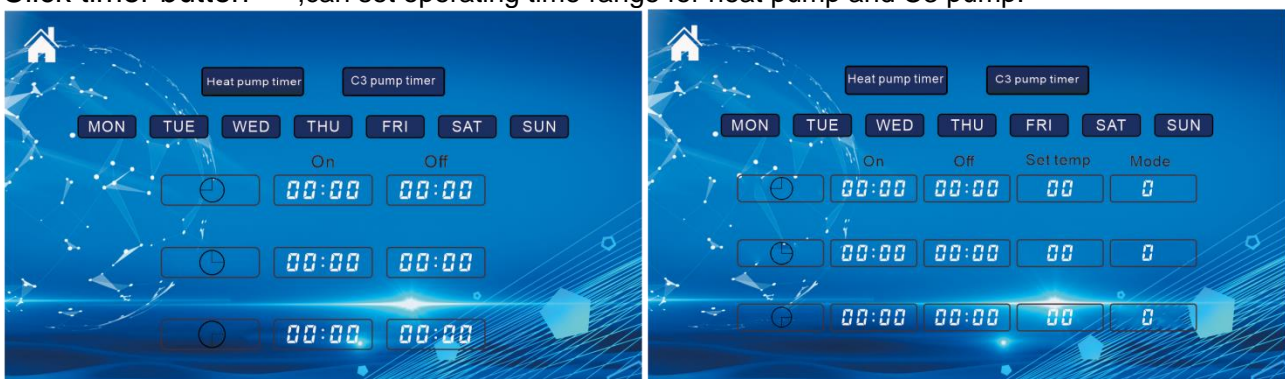 Click timer button ,can set operating time range for heat pump and C3 pump.
Heat pump timer C3 pump timer
MON TUE WED THU FRI SAT SUN
On Off
00:00 00:00
00:00 00:00
00:00 00:00
Heat pump timer C3 pump timer
MON TUE WED THU FRI SAT SUN
On Off Set temp Mode
00:00 00:00 00 0
00:00 00:00 00 0
00:00 00:00 00 0